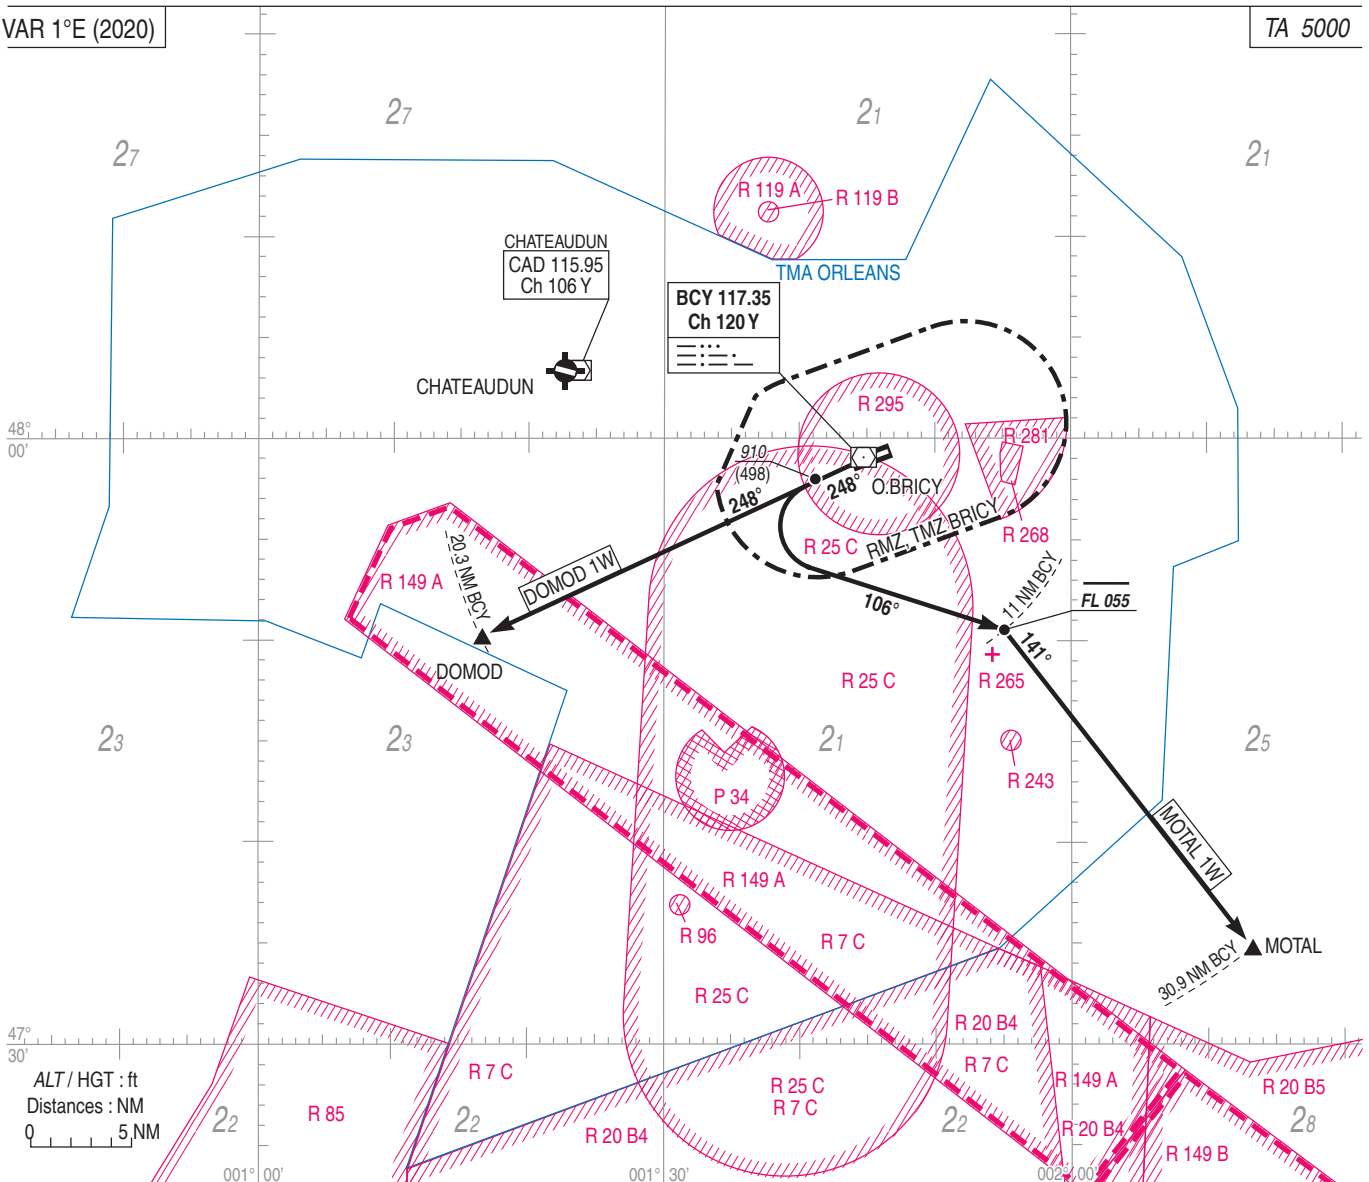 VAR 1°E (2020)
TA 5000
27
21
27
21
R 119 A
R 119 B
TMA ORLEANS
CHATEAUDUN
CAD 115.95
Ch 106 Y
BCY 117.35
Ch 120 Y
CHATEAUDUN
R 295
R 281
48°
00'
910
(498)
248°
248°
O.BRICY
RMZ, TMZ BRICY
R 25 C
R 268
R 149 A
20.3 NM BCY
DOMOD 1W
106°
11 NM BCY
FL 055
141°
DOMOD
R 25 C
R 265
23
23
21
25
R 243
P 34
MOTAL 1W
R 149 A
R 96
R 7 C
MOTAL
30.9 NM BCY
R 25 C
R 20 B4
47°
30'
R 7 C
R 7 C
R 149 A
R 25 C
R 7 C
R 20 B5
ALT / HGT : ft
Distances : NM
0 5 NM
22
R 85
22
R 20 B4
22
R 20 B4
28
R 149 B
001° 00'
001° 30'
002° 00'